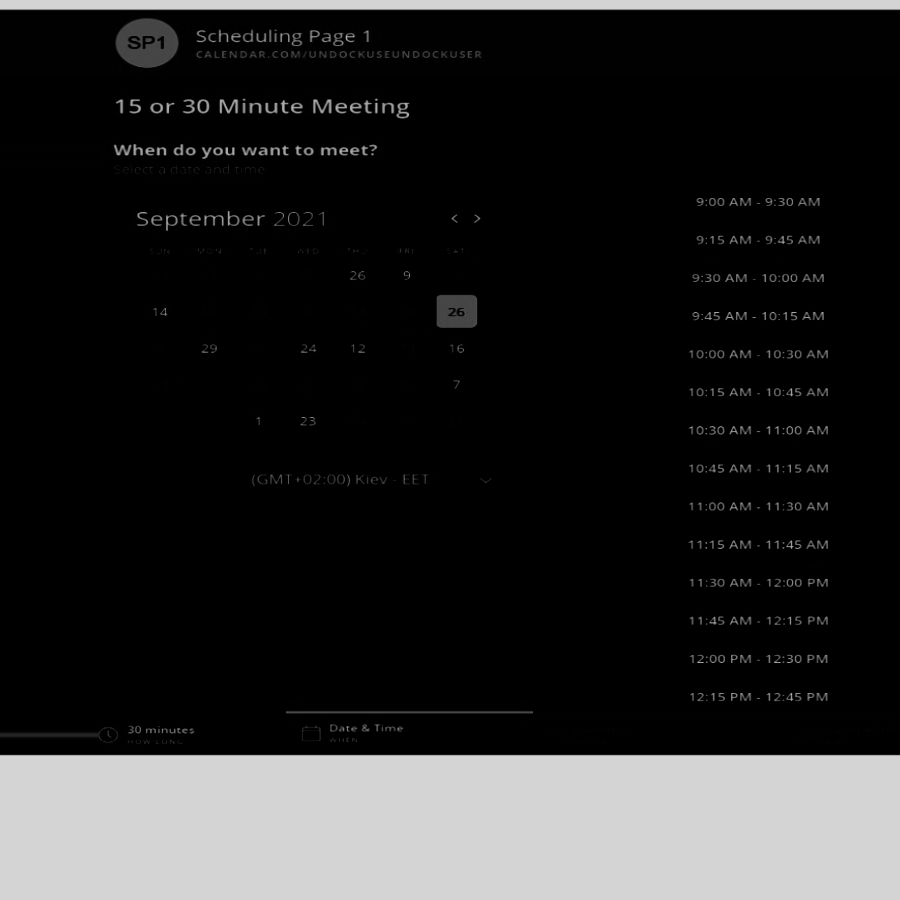 SP1
Scheduling Page 1
CALENDAR.COM/UNDOCKUSEUNDOCKUSER
15 or 30 Minute Meeting
When do you want to meet?
Select a date and time
September 2021
< >
SUN MON TUE WED THU FRI SAT
26 9
14 26
29 24 12 16
7
1 23
(GMT+02:00) Kiev - EET
9:00 AM - 9:30 AM
9:15 AM - 9:45 AM
9:30 AM - 10:00 AM
9:45 AM - 10:15 AM
10:00 AM - 10:30 AM
10:15 AM - 10:45 AM
10:30 AM - 11:00 AM
10:45 AM - 11:15 AM
11:00 AM - 11:30 AM
11:15 AM - 11:45 AM
11:30 AM - 12:00 PM
11:45 AM - 12:15 PM
12:00 PM - 12:30 PM
12:15 PM - 12:45 PM
30 minutes
HOW LONG
Date & Time
WHEN